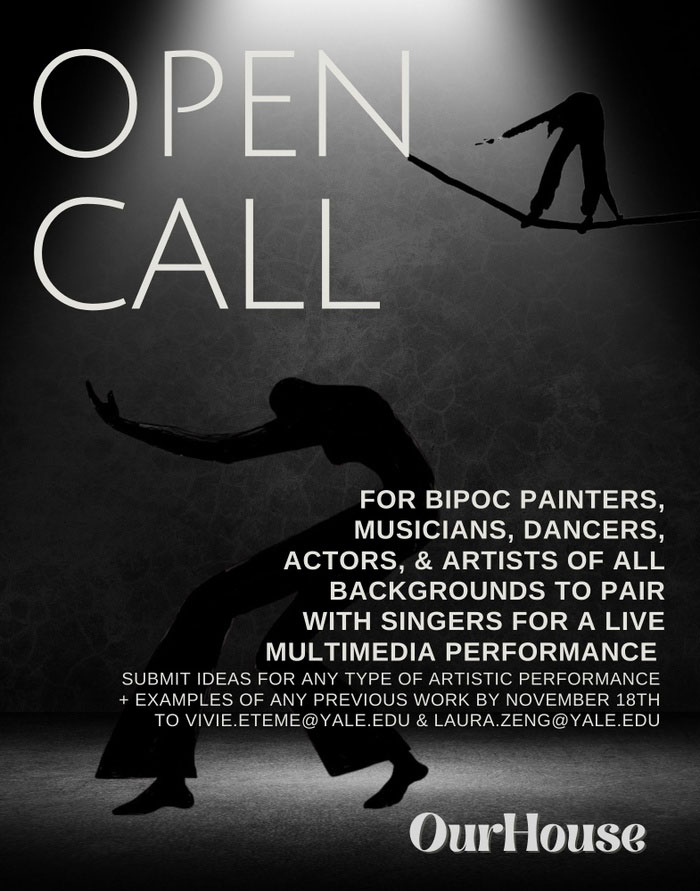 OPEN
CALL
FOR BIPOC PAINTERS,
MUSICIANS, DANCERS,
ACTORS, & ARTISTS OF ALL
BACKGROUNDS TO PAIR
WITH SINGERS FOR A LIVE
MULTIMEDIA PERFORMANCE
SUBMIT IDEAS FOR ANY TYPE OF ARTISTIC PERFORMANCE
+ EXAMPLES OF ANY PREVIOUS WORK BY NOVEMBER 18TH
TO VIVIE.ETEME@YALE.EDU & LAURA.ZENG@YALE.EDU
OurHouse